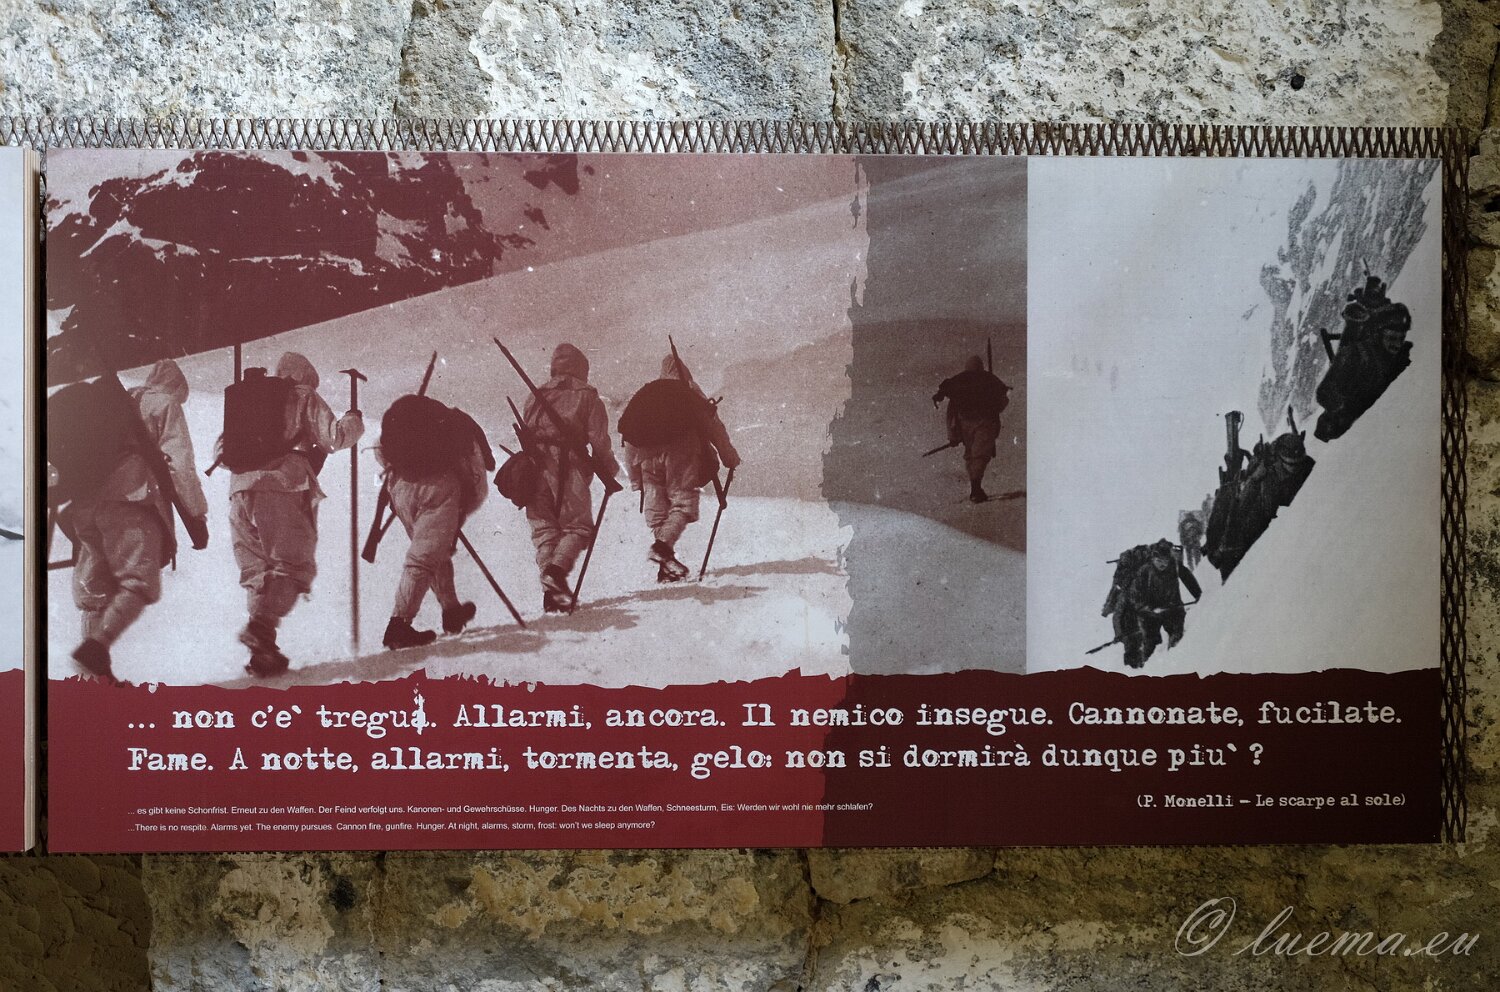 ... non c'e` tregua. Allarmi, ancora. Il nemico insegue. Cannonate, fucilate.
Fame. A notte, allarmi, tormenta, gelo: non si dormirà dunque piu` ?
(P. Monelli - Le scarpe al sole)
... es gibt keine Schonfrist. Erneut zu den Waffen. Der Feind verfolgt uns. Kanonen- und Gewehrschüsse. Hunger. Des Nachts zu den Waffen, Schneesturm, Eis: Werden wir wohl nie mehr schlafen?
...There is no respite. Alarms yet. The enemy pursues. Cannon fire, gunfire. Hunger. At night, alarms, storm, frost: won't we sleep anymore?
© luema.eu